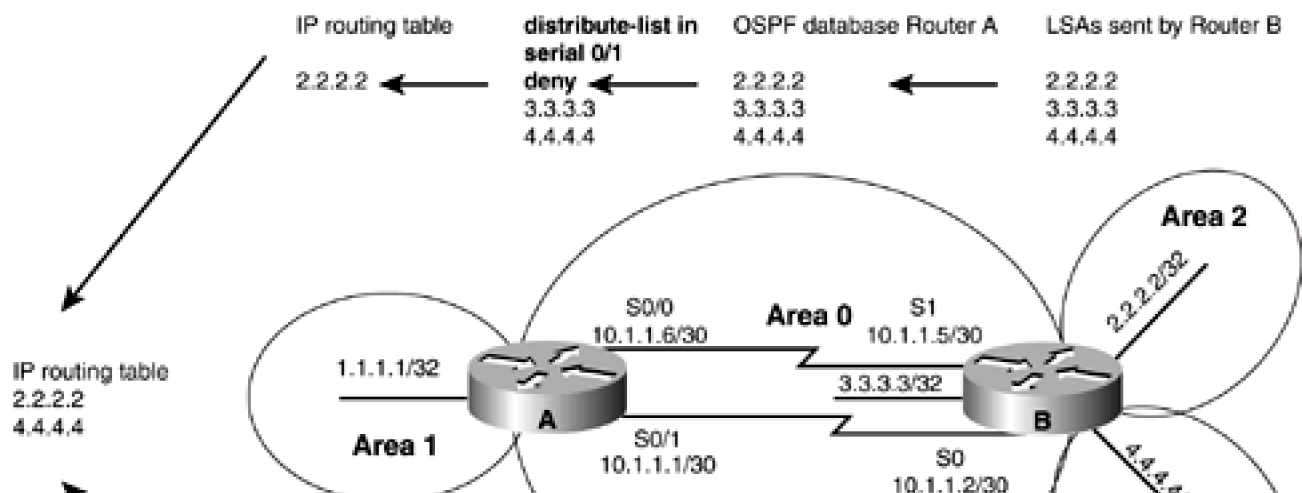 IP routing table
2.2.2.2
distribute-list in
serial 0/1
deny
3.3.3.3
4.4.4.4
OSPF database Router A
2.2.2.2
3.3.3.3
4.4.4.4
LSAs sent by Router B
2.2.2.2
3.3.3.3
4.4.4.4
Area 2
2.2.2.2/32
S0/0
10.1.1.6/30
Area 0
S1
10.1.1.5/30
IP routing table
2.2.2.2
4.4.4.4
1.1.1.1/32
Area 1
A
3.3.3.3/32
B
S0/1
10.1.1.1/30
S0
10.1.1.2/30